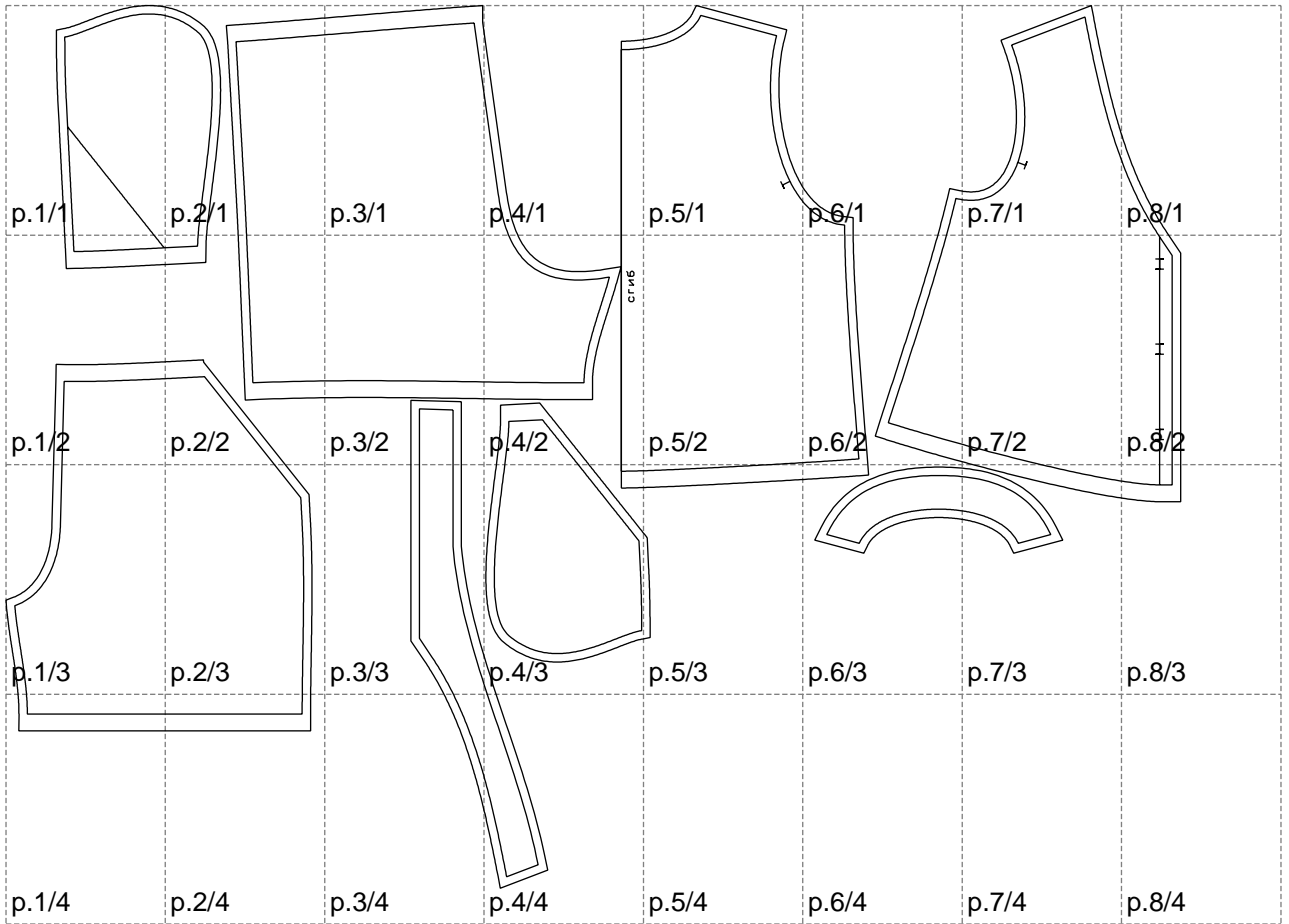 p.1/1 p.2/1 p.3/1 p.4/1 p.5/1 p.6/1 p.7/1 p.8/1
сгиб
p.1/2 p.2/2 p.3/2 p.4/2 p.5/2 p.6/2 p.7/2 p.8/2
p.1/3 p.2/3 p.3/3 p.4/3 p.5/3 p.6/3 p.7/3 p.8/3
p.1/4 p.2/4 p.3/4 p.4/4 p.5/4 p.6/4 p.7/4 p.8/4